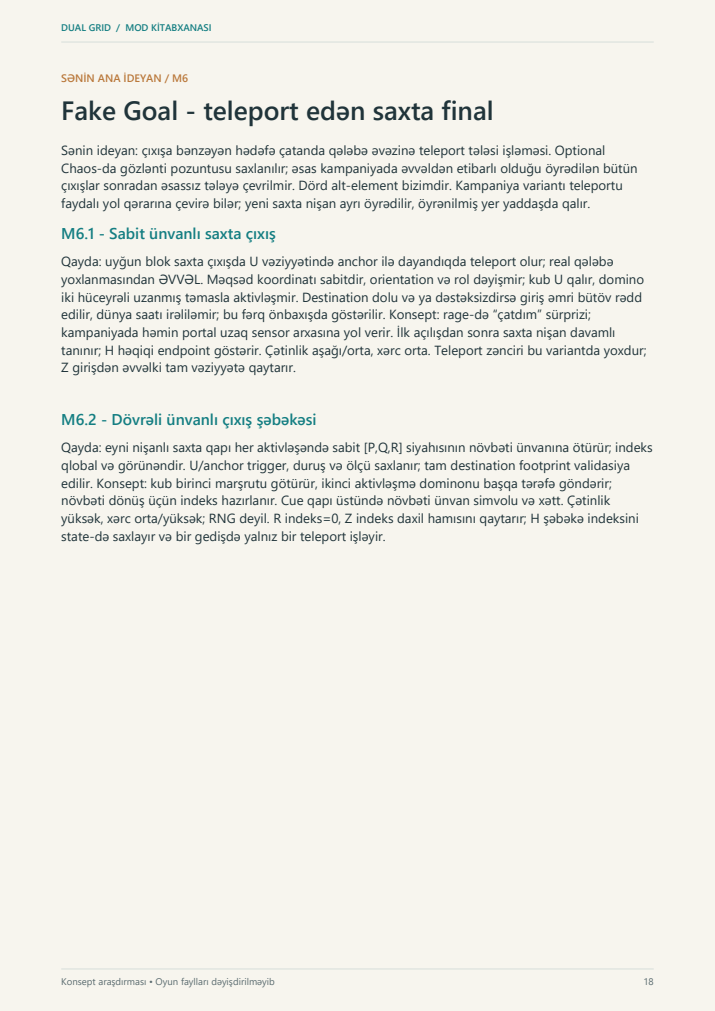 DUAL GRID / MOD KİTABXANASI
SƏNİN ANA İDEYAN / M6
Fake Goal - teleport edən saxta final
Sənin ideyan: çıxışa bənzəyən hədəfə çatanda qələbə əvəzinə teleport tələsi işləməsi. Optional
Chaos-da gözlənti pozuntusu saxlanılır; əsas kampaniyada əvvəldən etibarlı olduğu öyrədilən bütün
çıxışlar sonradan əsassız tələyə çevrilmir. Dörd alt-element bizimdir. Kampaniya variantı teleportu
faydalı yol qərarına çevirə bilər; yeni saxta nişan ayrı öyrədilir, öyrənilmiş yer yaddaşda qalır.
M6.1 - Sabit ünvanlı saxta çıxış
Qayda: uyğun blok saxta çıxışda U vəziyyətində anchor ilə dayandıqda teleport olur; real qələbə
yoxlanmasından ƏVVƏL. Məqsəd koordinatı sabitdir, orientation və rol dəyişmir; kub U qalır, domino
iki hüceyrəli uzanmış təmasla aktivləşmir. Destination dolu və ya dəstəksizdirsə giriş əmri bütöv rədd
edilir, dünya saatı irəliləmir; bu fərq önbaxışda göstərilir. Konsept: rage-də “çatdım” sürprizi;
kampaniyada həmin portal uzaq sensor arxasına yol verir. İlk açılışdan sonra saxta nişan davamlı
tanınır; H həqiqi endpoint göstərir. Çətinlik aşağı/orta, xərc orta. Teleport zənciri bu variantda yoxdur;
Z girişdən əvvəlki tam vəziyyətə qaytarır.
M6.2 - Dövrəli ünvanlı çıxış şəbəkəsi
Qayda: eyni nişanlı saxta qapı her aktivləşəndə sabit [P,Q,R] siyahısının növbəti ünvanına ötürür; indeks
qlobal və görünəndir. U/anchor trigger, duruş və ölçü saxlanır; tam destination footprint validasiya
edilir. Konsept: kub birinci marşrutu götürür, ikinci aktivləşmə dominonu başqa tərəfə göndərir;
növbəti dönüş üçün indeks hazırlanır. Cue qapı üstündə növbəti ünvan simvolu və xətt. Çətinlik
yüksək, xərc orta/yüksək; RNG deyil. R indeks=0, Z indeks daxil hamısını qaytarır; H şəbəkə indeksini
state-də saxlayır və bir gedişdə yalnız bir teleport işləyir.
Konsept araşdırması • Oyun faylları dəyişdirilməyib
18